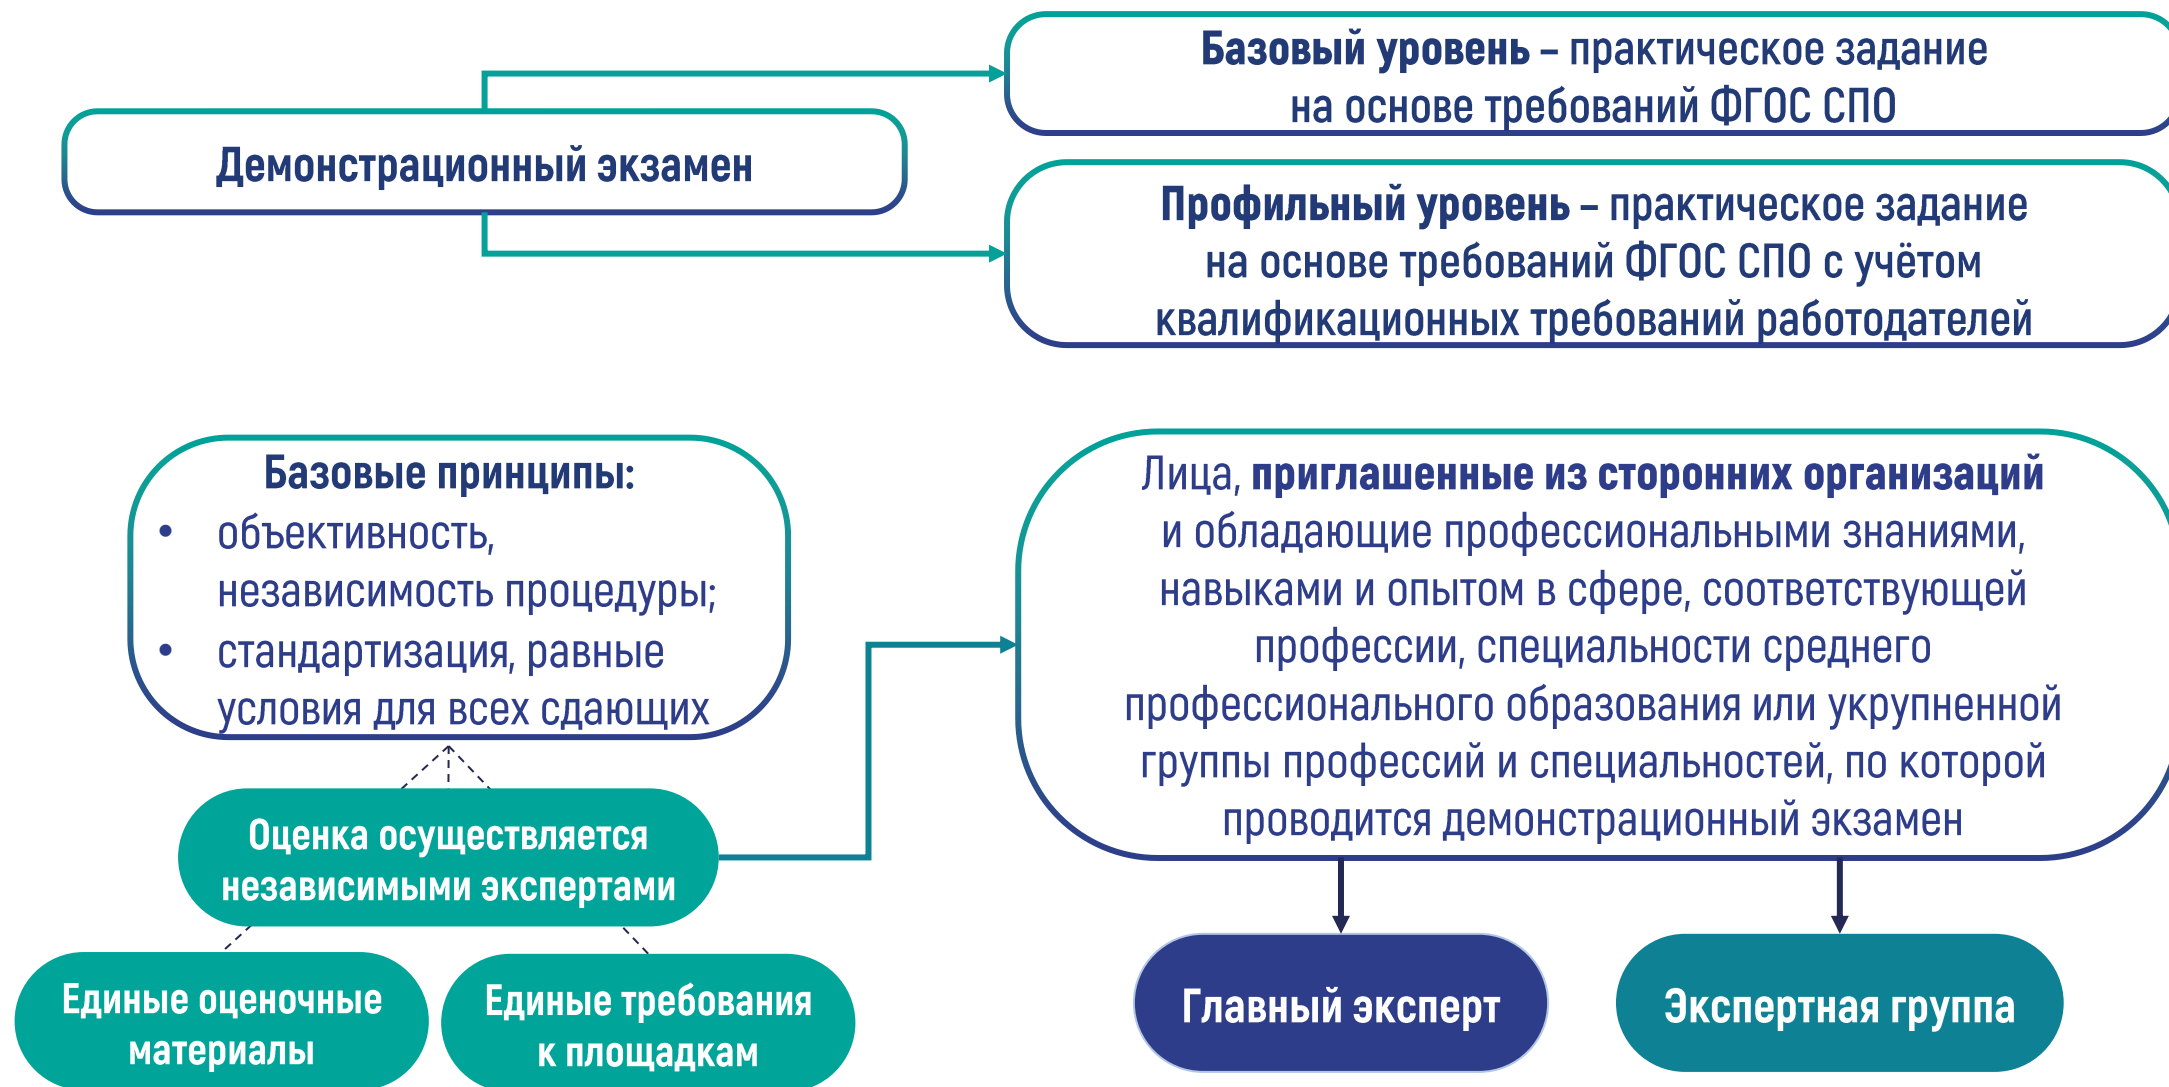 Демонстрационный экзамен
Базовый уровень – практическое задание
на основе требований ФГОС СПО
Профильный уровень – практическое задание
на основе требований ФГОС СПО с учётом
квалификационных требований работодателей
Базовые принципы:
• объективность,
независимость процедуры;
• стандартизация, равные
условия для всех сдающих
Оценка осуществляется
независимыми экспертами
Единые оценочные
материалы
Единые требования
к площадкам
Лица, приглашенные из сторонних организаций
и обладающие профессиональными знаниями,
навыками и опытом в сфере, соответствующей
профессии, специальности среднего
профессионального образования или укрупненной
группы профессий и специальностей, по которой
проводится демонстрационный экзамен
Главный эксперт
Экспертная группа